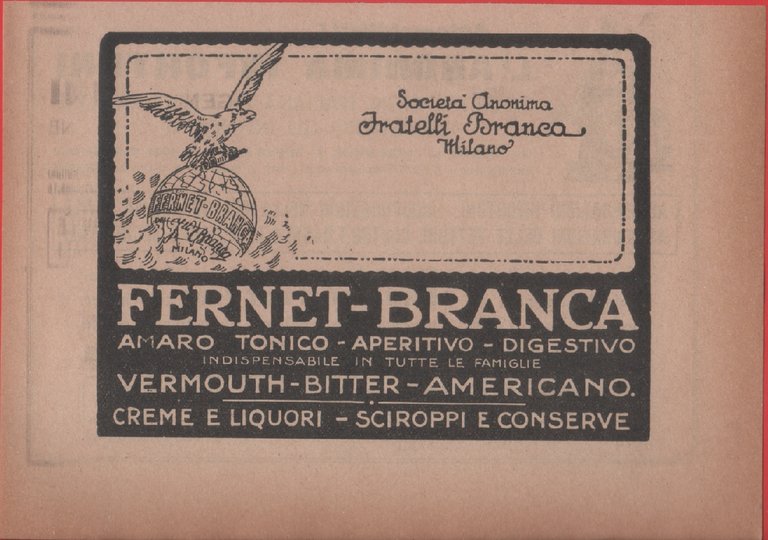 Società Anonima
Fratelli Branca
Milano
FERNET-BRANCA
MILANO
FERNET-BRANCA
AMARO TONICO - APERITIVO - DIGESTIVO
INDISPENSABILE IN TUTTE LE FAMIGLIE
VERMOUTH-BITTER-AMERICANO.
CREME E LIQUORI - SCIROPPI E CONSERVE